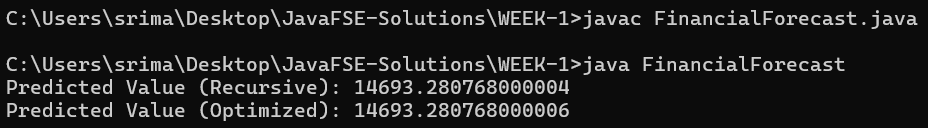 C:\Users\srima\Desktop\JavaFSE-Solutions\WEEK-1>javac FinancialForecast.java
C:\Users\srima\Desktop\JavaFSE-Solutions\WEEK-1>java FinancialForecast
Predicted Value (Recursive): 14693.280768000004
Predicted Value (Optimized): 14693.280768000006